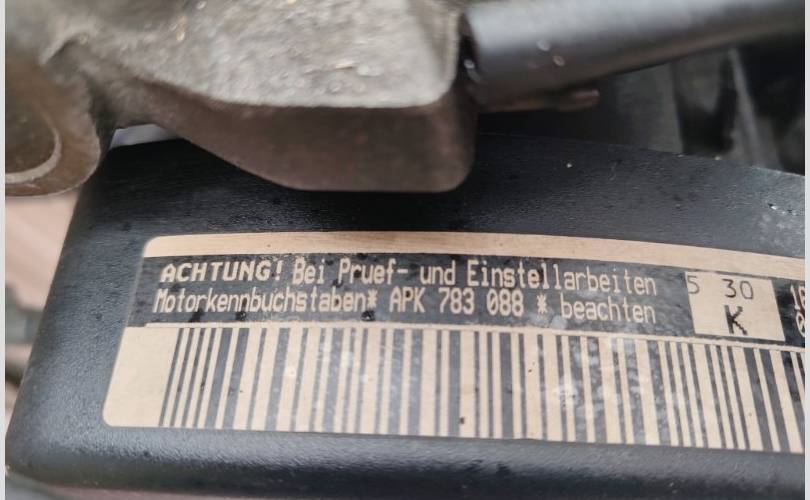 ACHTUNG! Bei Pruef- und Einstellarbeiten
Motorkennbuchstaben* APK 783 088 * beachten
5 30
K